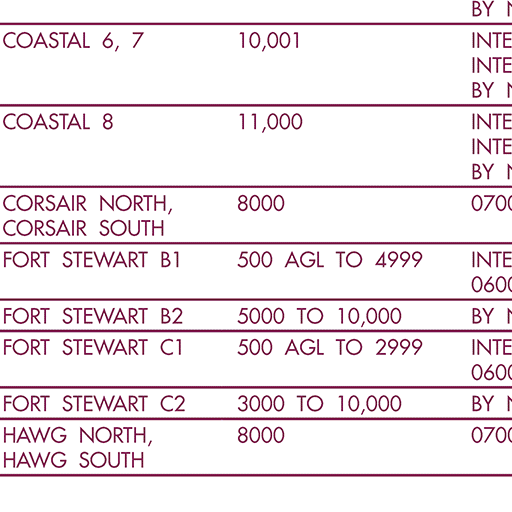 BY
COASTAL 6, 7 10,001 INTE
INTE
BY
COASTAL 8 11,000 INTE
INTE
BY
CORSAIR NORTH, 8000 0700
CORSAIR SOUTH
FORT STEWART B1 500 AGL TO 4999 INTE
0600
FORT STEWART B2 5000 TO 10,000 BY
FORT STEWART C1 500 AGL TO 2999 INTE
0600
FORT STEWART C2 3000 TO 10,000 BY
HAWG NORTH, 8000 0700
HAWG SOUTH